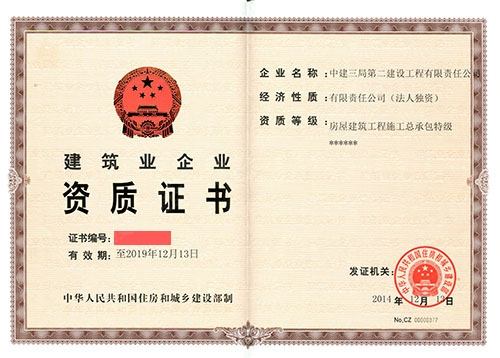 建筑业企业
资质证书
证书编号:
有效期: 至2019年12月13日
中华人民共和国住房和城乡建设部制
企业名称: 中建三局第二建设工程有限责任公司
经济性质: 有限责任公司（法人独资）
资质等级: 房屋建筑工程施工总承包特级
******
发证机关:
中华人民共和国住房和城乡建设部
2014年12月13日
No.CZ 00000377